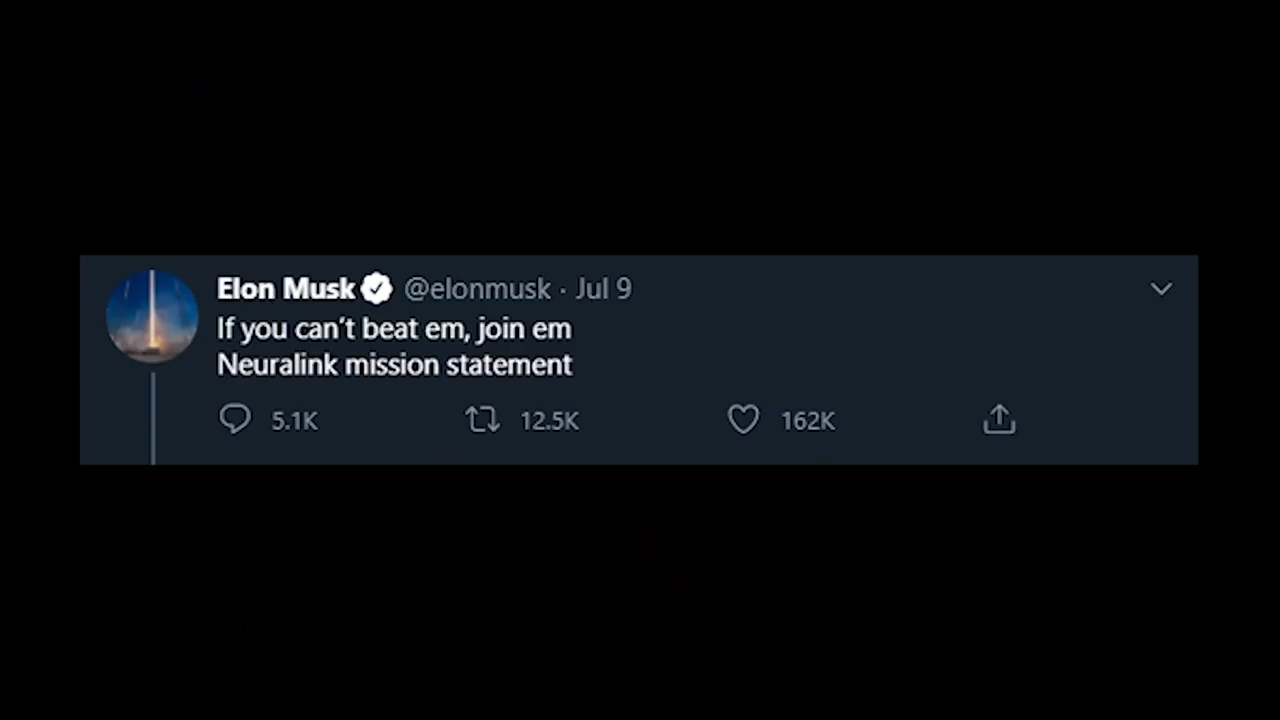 Elon Musk @elonmusk · Jul 9
If you can't beat em, join em
Neuralink mission statement
5.1K 12.5K 162K